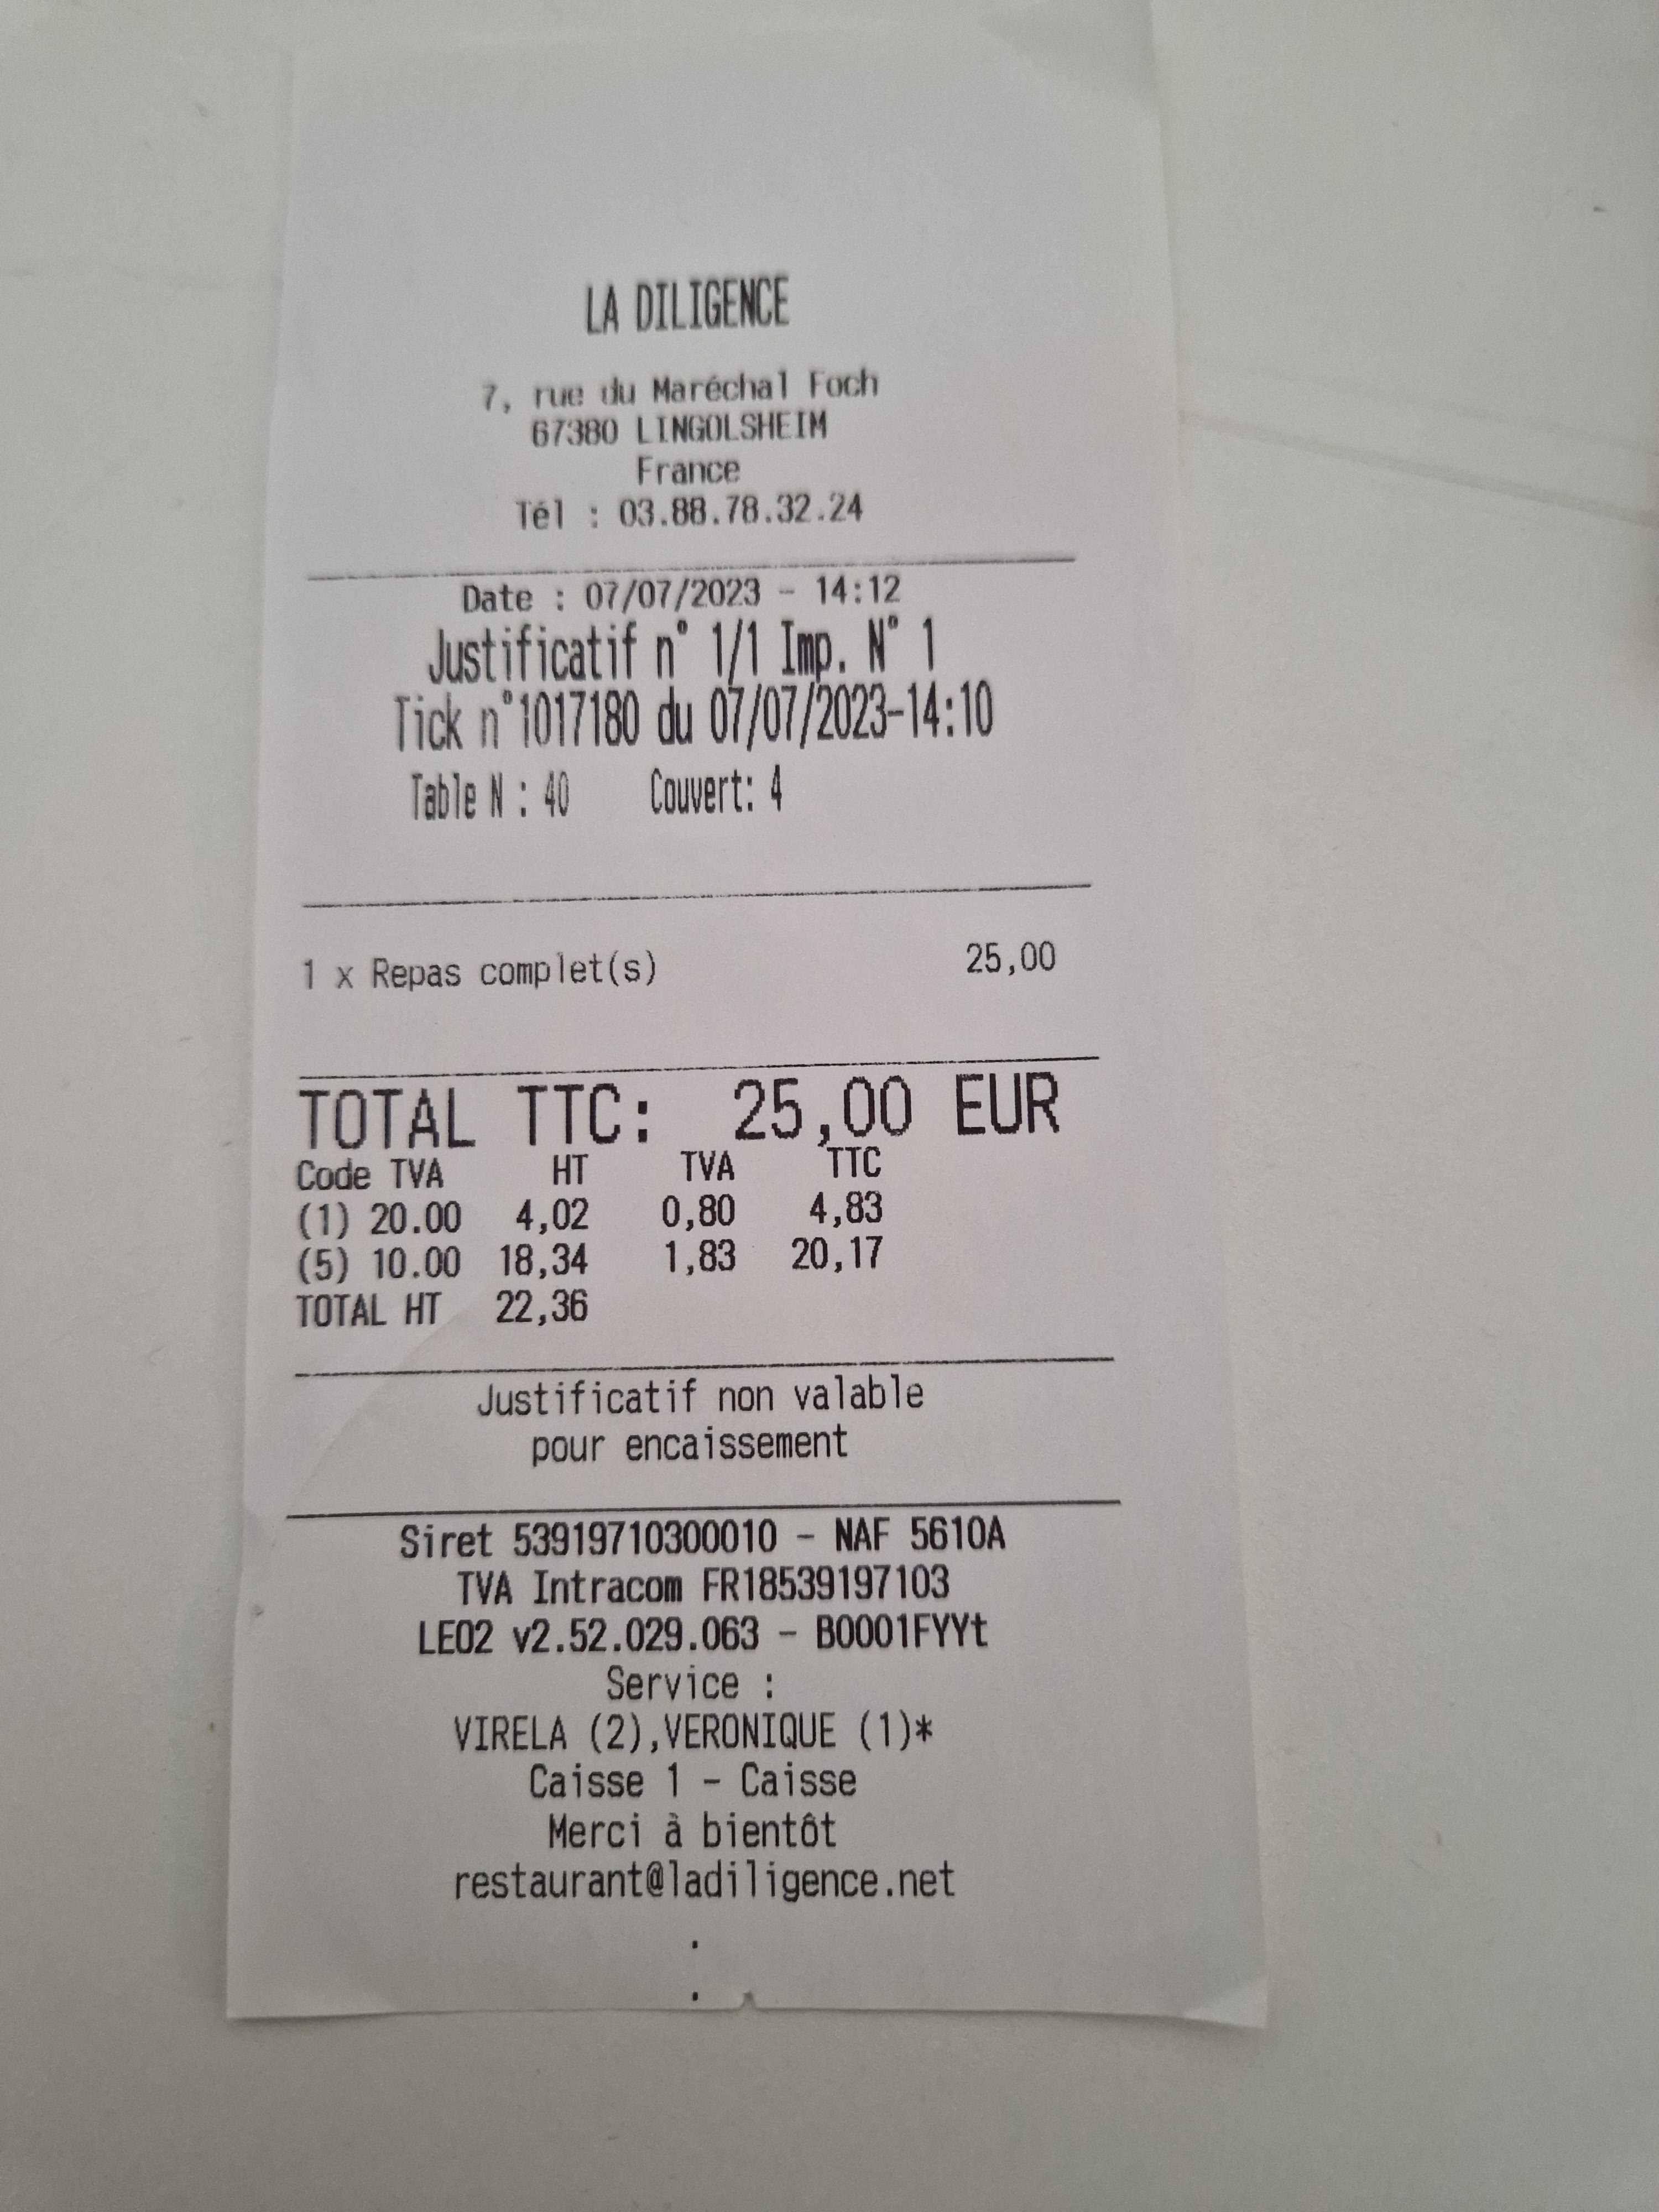 LA DILIGENCE
7, rue du Maréchal Foch
67380 LINGOLSHEIM
France
Tél : 03.88.78.32.24
Date : 07/07/2023 - 14:12
Justificatif n° 1/1 Imp. N° 1
Tick n°1017180 du 07/07/2023-14:10
Table N : 40 Couvert: 4
1 x Repas complet(s) 25,00
TOTAL TTC: 25,00 EUR
Code TVA HT TVA TTC
(1) 20.00 4,02 0,80 4,83
(5) 10.00 18,34 1,83 20,17
TOTAL HT 22,36
Justificatif non valable
pour encaissement
Siret 53919710300010 - NAF 5610A
TVA Intracom FR18539197103
LEO2 v2.52.029.063 - B0001FYYt
Service :
VIRELA (2),VERONIQUE (1)*
Caisse 1 - Caisse
Merci à bientôt
restaurant@ladiligence.net
.
.